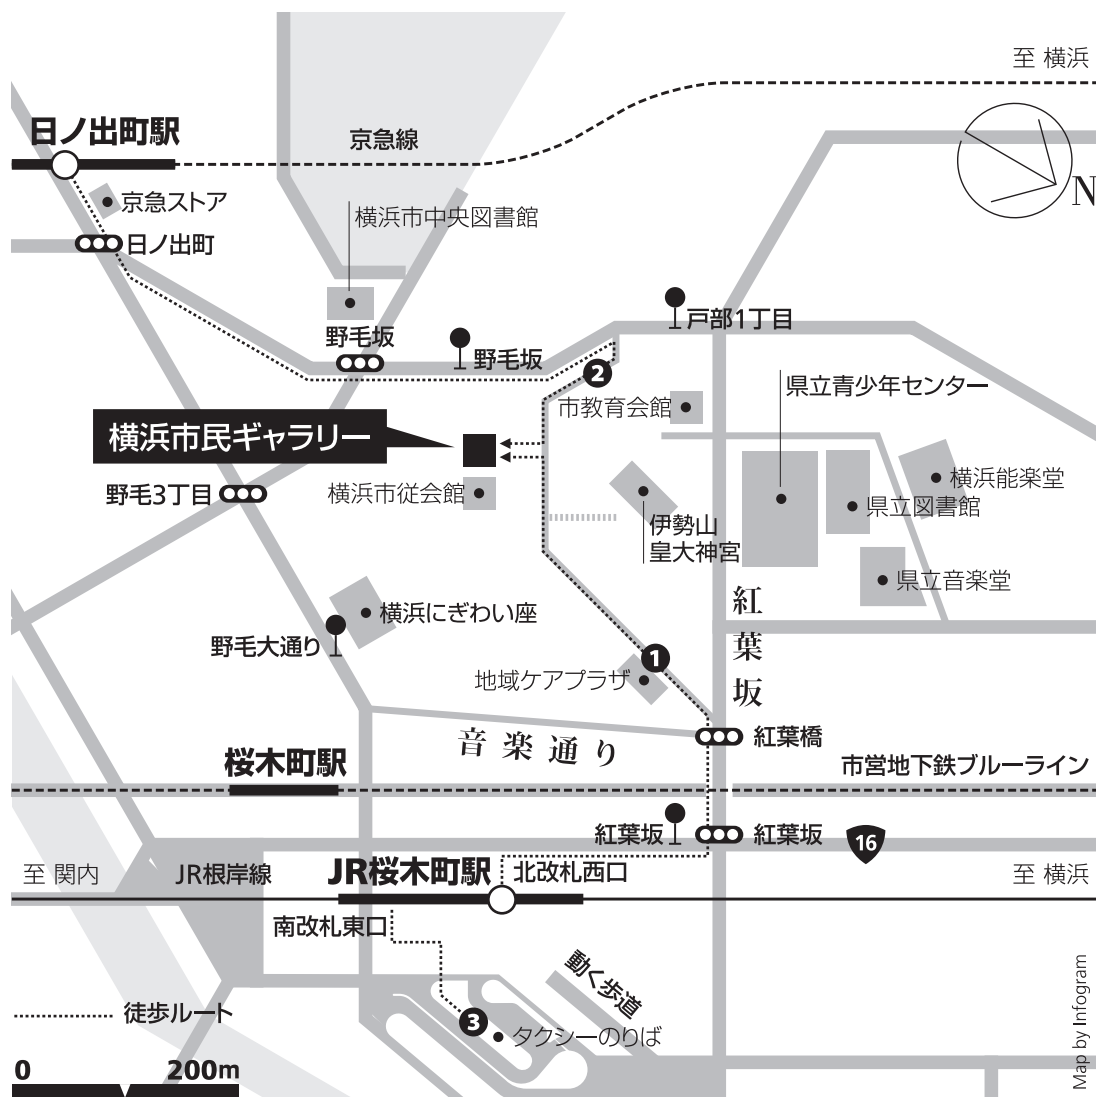 至 横浜
日ノ出町駅
京急線
N
京急ストア
横浜市中央図書館
日ノ出町
戸部1丁目
野毛坂
野毛坂
2
県立青少年センター
市教育会館
横浜市民ギャラリー
横浜能楽堂
野毛3丁目
横浜市従会館
県立図書館
伊勢山
皇大神宮
県立音楽堂
紅葉坂
横浜にぎわい座
野毛大通り
1
地域ケアプラザ
音楽通り
紅葉橋
桜木町駅
市営地下鉄ブルーライン
紅葉坂
紅葉坂
16
至 関内
JR根岸線
JR桜木町駅
北改札西口
至 横浜
南改札東口
動く歩道
徒歩ルート
3
タクシーのりば
0 200m
Map by Infogram